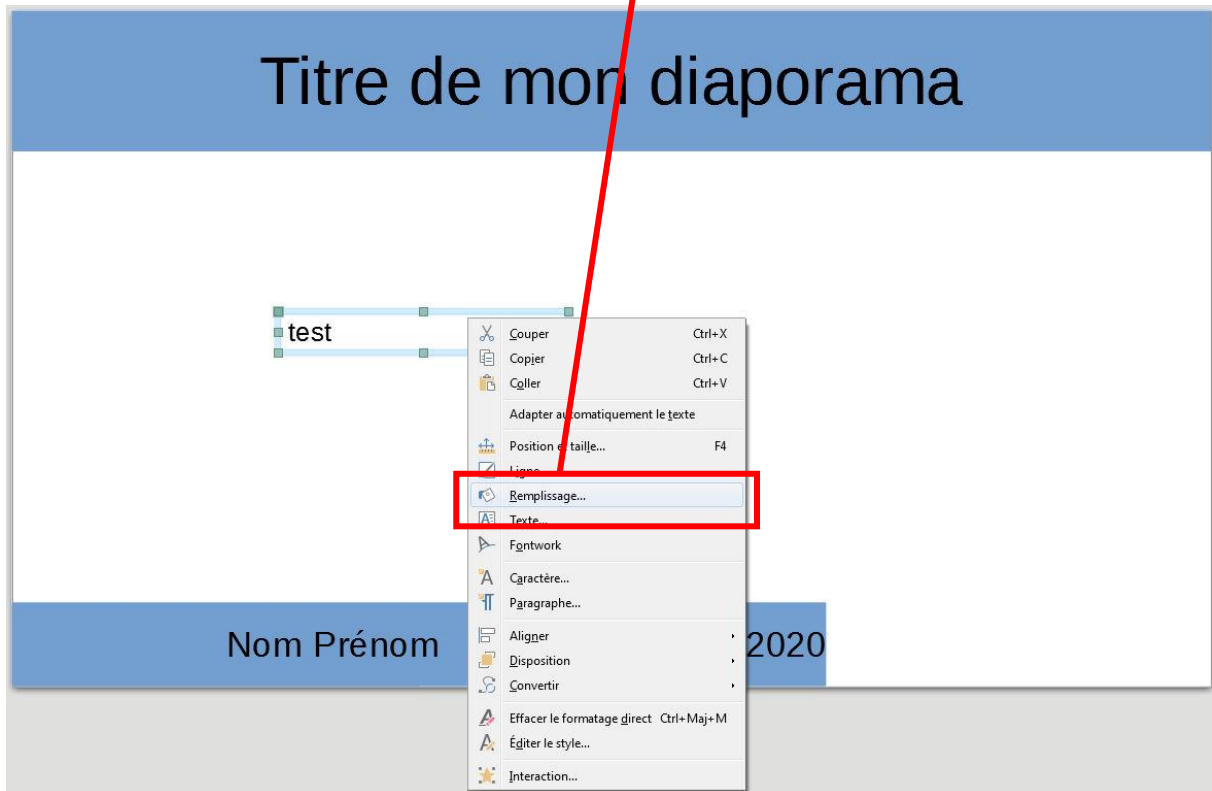 Titre de mon diaporama
test
Couper Ctrl+X
Copier Ctrl+C
Coller Ctrl+V
Adapter automatiquement le texte
Position et taille... F4
Ligne...
Remplissage...
Texte...
Fontwork
Caractère...
Paragraphe...
Aligner
Disposition
Convertir
Effacer le formatage direct Ctrl+Maj+M
Éditer le style...
Interaction...
Nom Prénom 2020